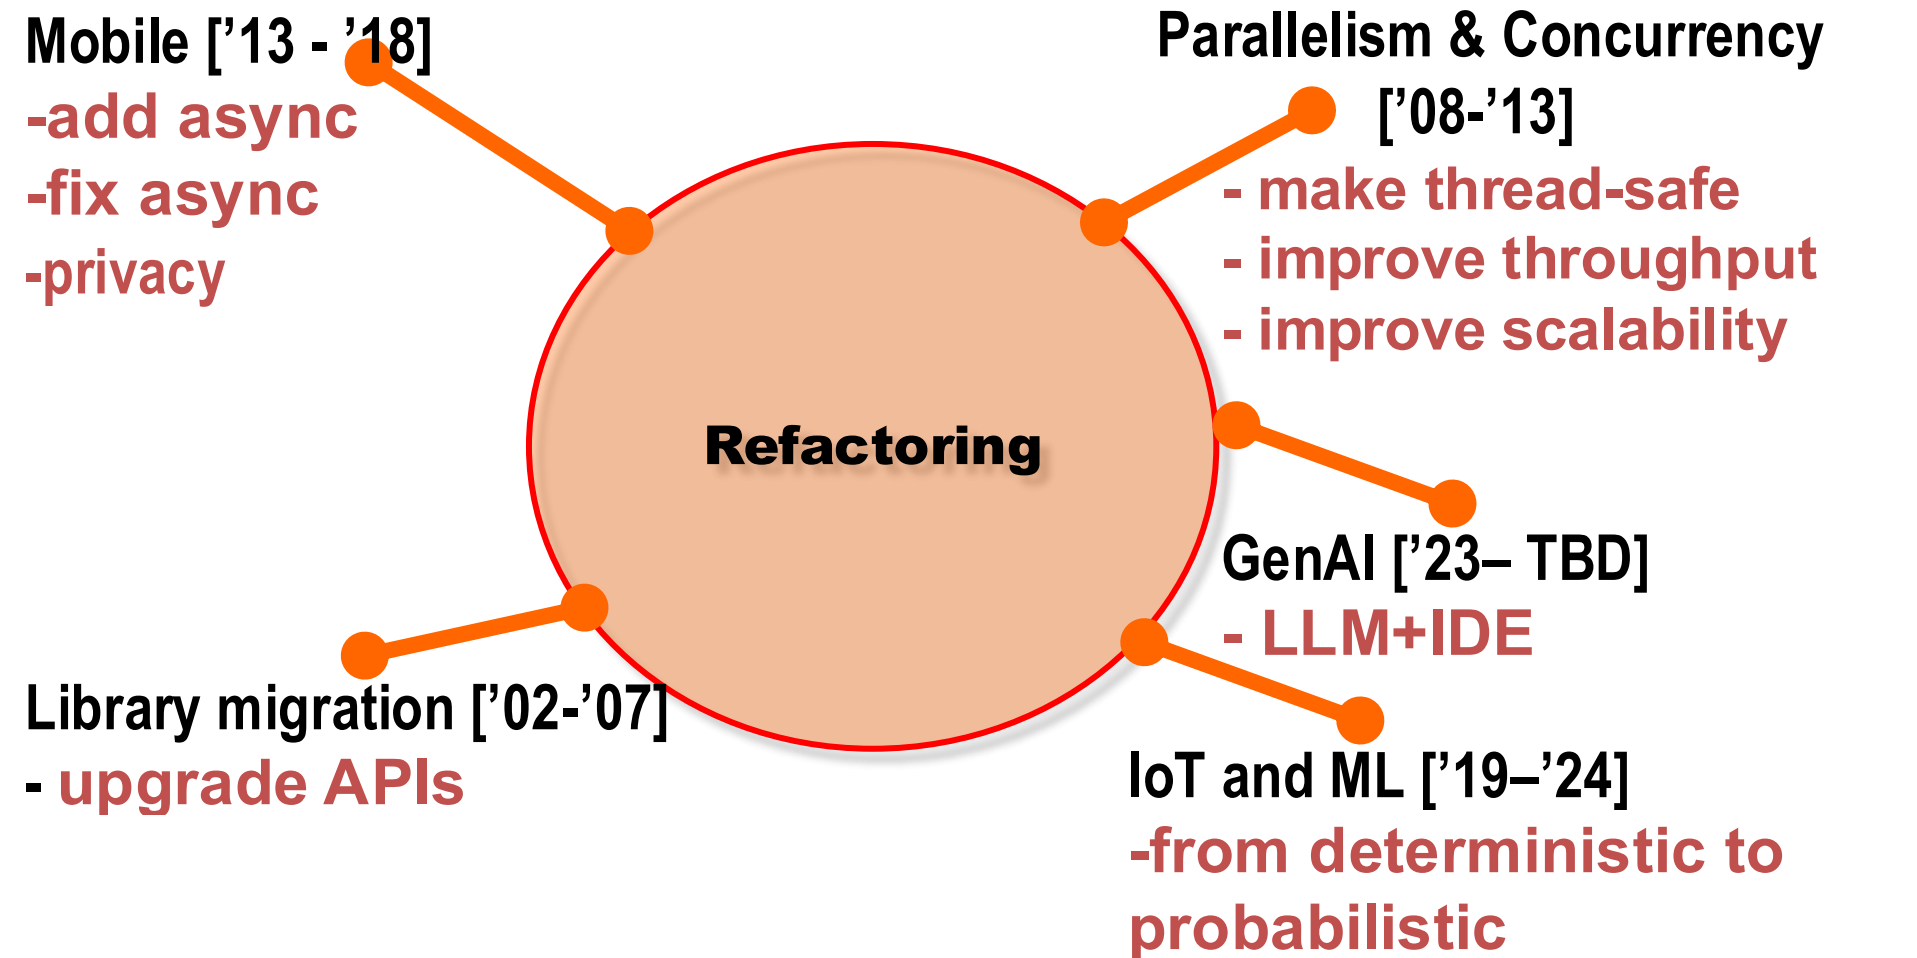 Mobile [’13 - ’18]
-add async
-fix async
-privacy
Parallelism & Concurrency
[’08-’13]
- make thread-safe
- improve throughput
- improve scalability
Refactoring
GenAI [’23– TBD]
- LLM+IDE
Library migration [’02-’07]
- upgrade APIs
IoT and ML [’19–’24]
-from deterministic to
probabilistic